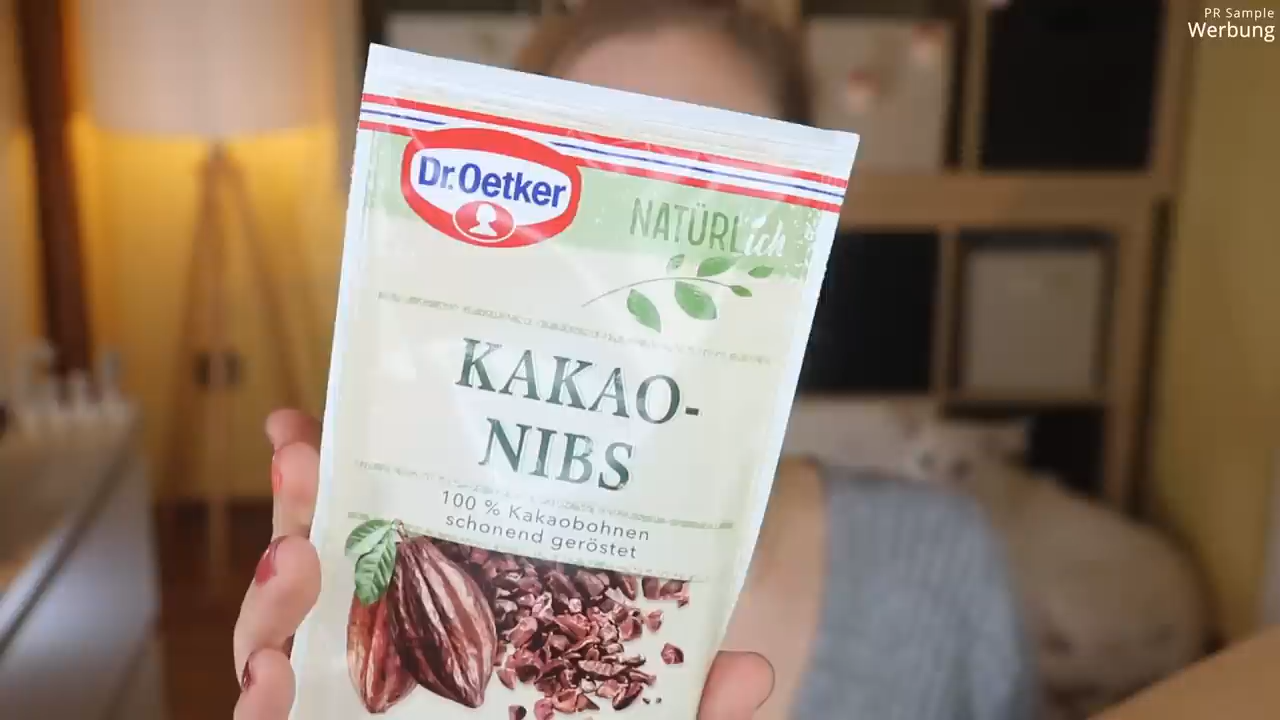 PR Sample
Werbung
Dr. Oetker
NATÜRLich
KAKAO-
NIBS
100 % Kakaobohnen
schonend geröstet